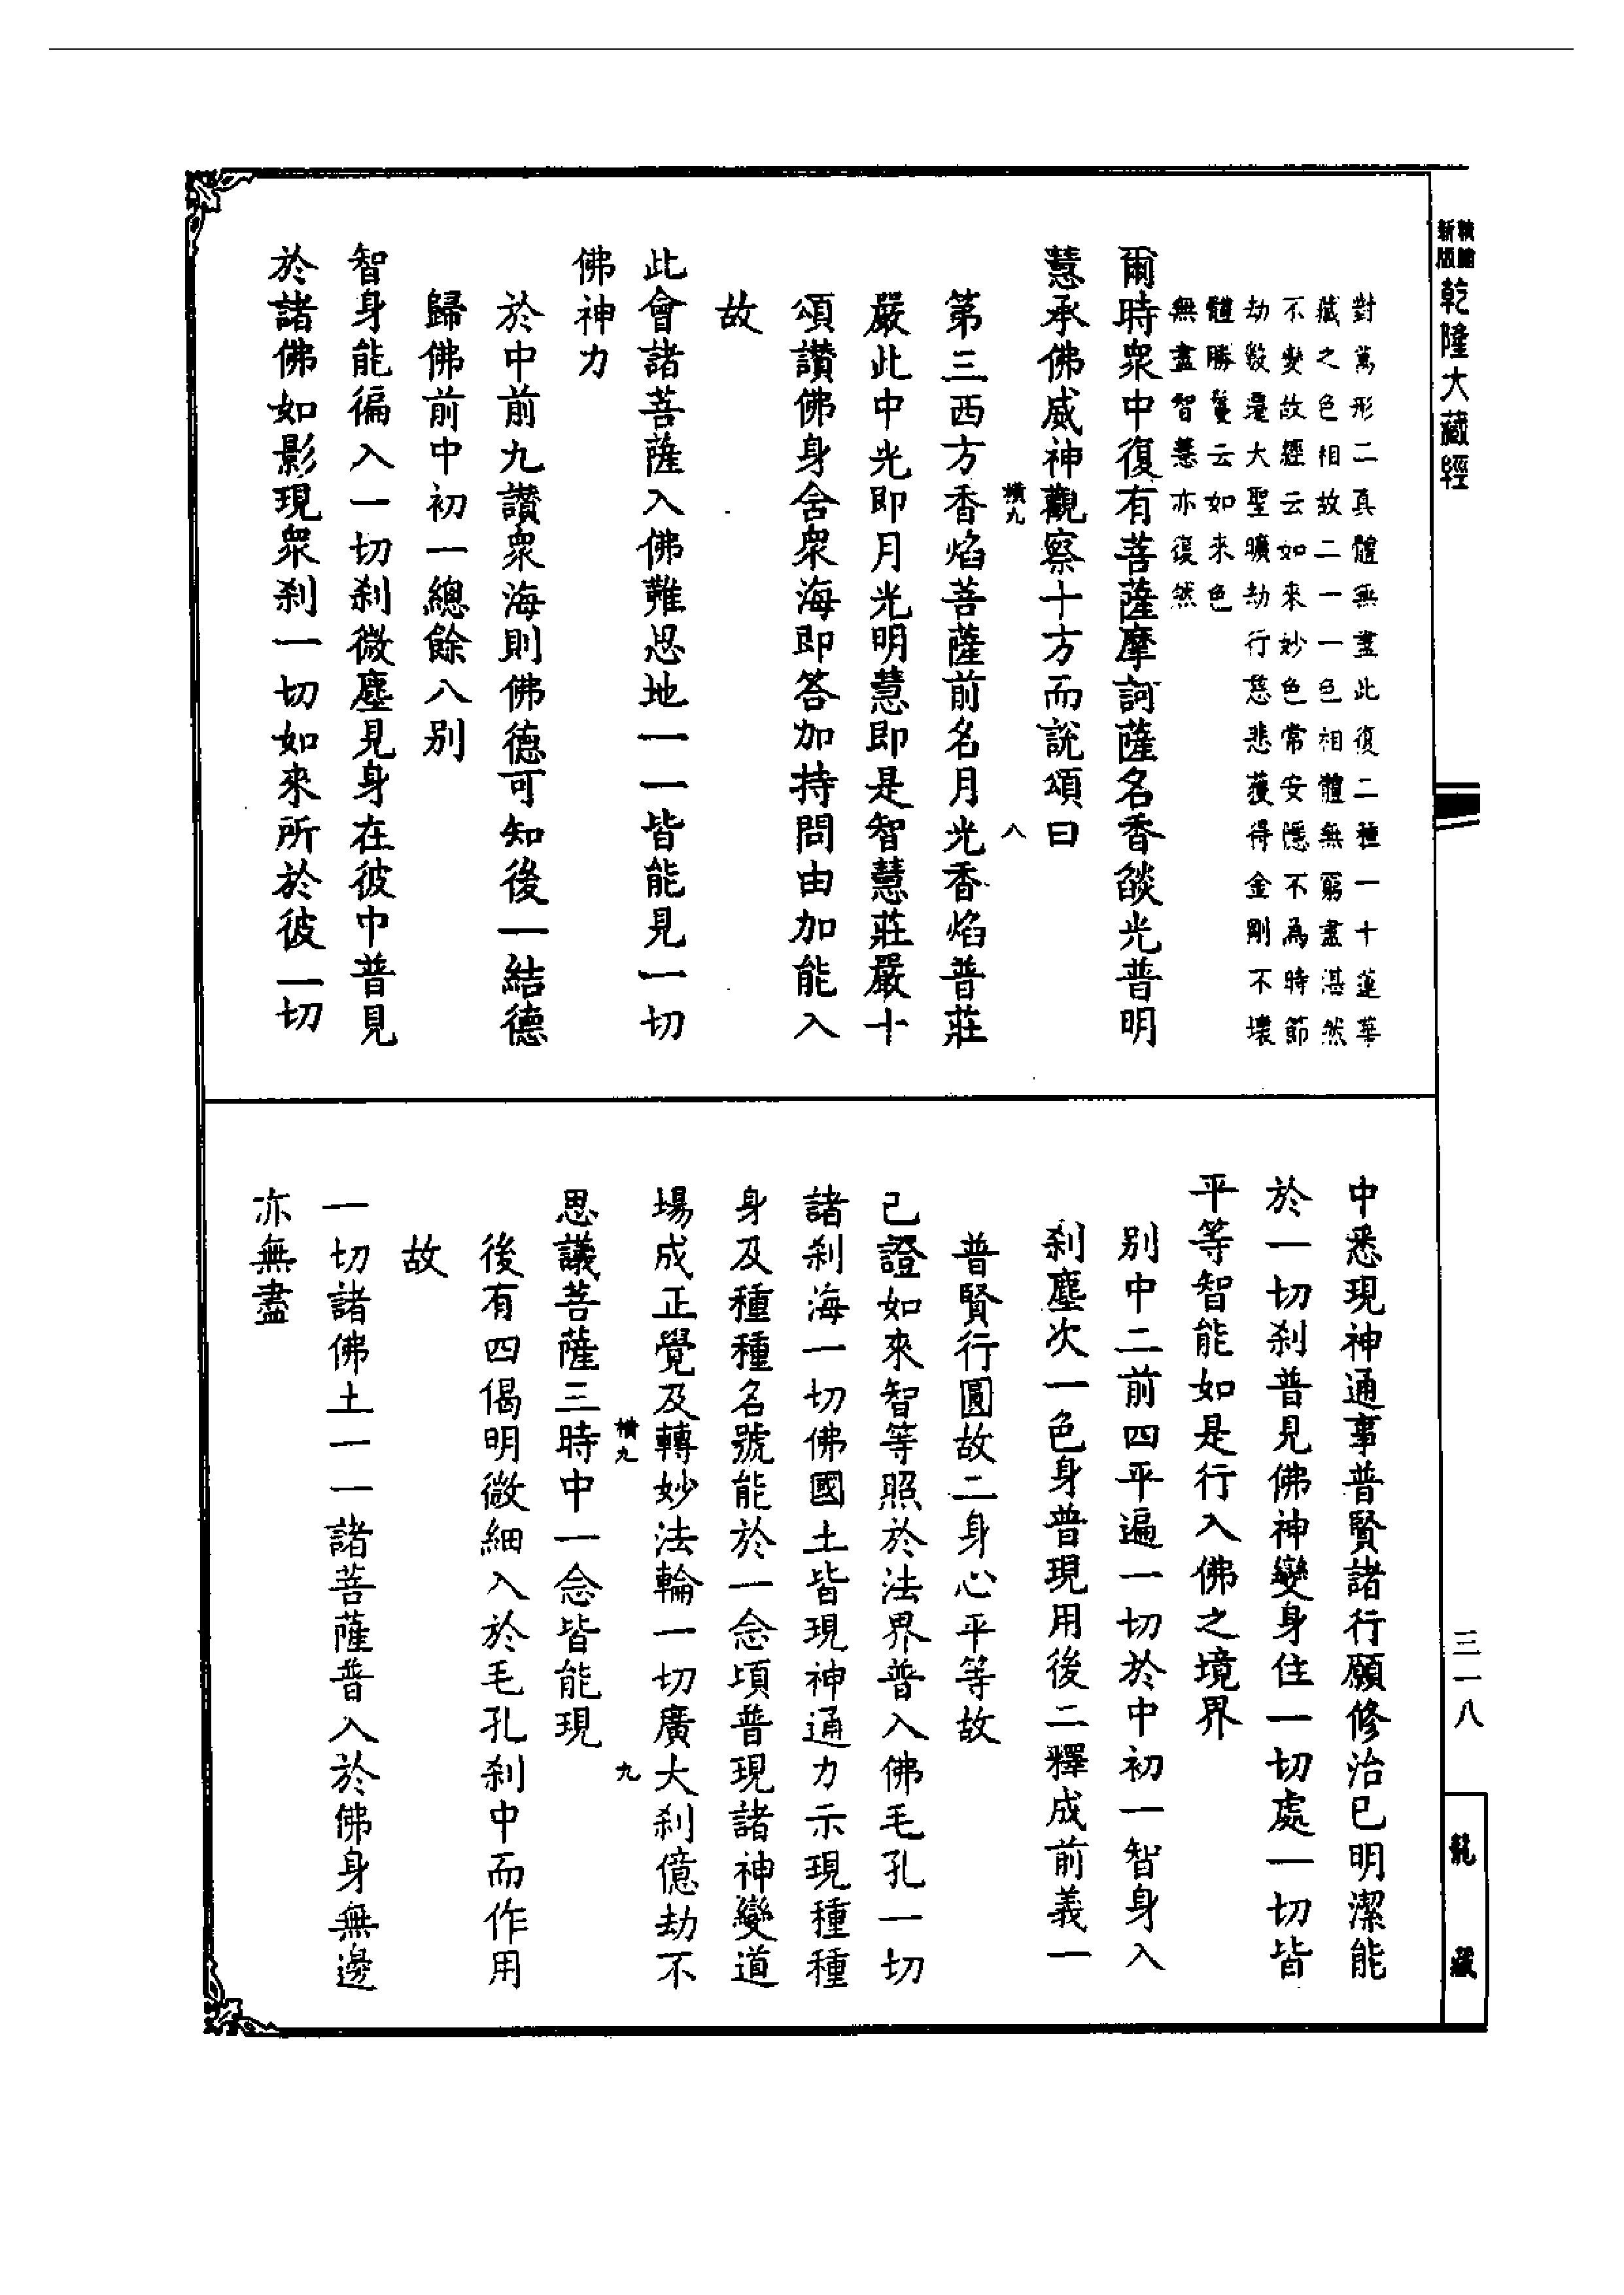 新版
精縮
乾隆大藏經
對萬形二真體無盡此復二種一十蓮華
藏之色相故二一一色相體無窮盡湛然
不變故經云如來妙色常安隱不為時節
劫數遷大聖曠劫行慈悲獲得金剛不壞
體勝鬘云如來色
無盡智慧亦復然
爾時眾中復有菩薩摩訶薩名香燄光普明
慧承佛威神觀察十方而說頌曰
橫九
八
第三西方香焰菩薩前名月光香焰普莊
嚴此中光即月光明慧即是智慧莊嚴十
頌讚佛身舍眾海即答加持問由加能入
故
此會諸菩薩入佛難思地一一皆能見一切
佛神力
於中前九讚眾海則佛德可知後一結德
歸佛前中初一總餘八別
智身能徧入一切剎微塵見身在彼中普見
於諸佛如影現眾剎一切如來所於彼一切
中悉現神通事普賢諸行願修治已明潔能
於一切剎普見佛神變身住一切處一切皆
平等智能如是行入佛之境界
別中二前四平遍一切於中初一智身入
剎塵次一色身普現用後二釋成前義一
普賢行圓故二身心平等故
已證如來智等照於法界普入佛毛孔一切
諸剎海一切佛國土皆現神通力示現種種
身及種種名號能於一念頃普現諸神變道
場成正覺及轉妙法輪一切廣大剎億劫不
橫九
九
思議菩薩三時中一念皆能現
後有四偈明微細入於毛孔剎中而作用
故
一切諸佛土一一諸菩薩普入於佛身無邊
亦無盡
三一八
龍藏